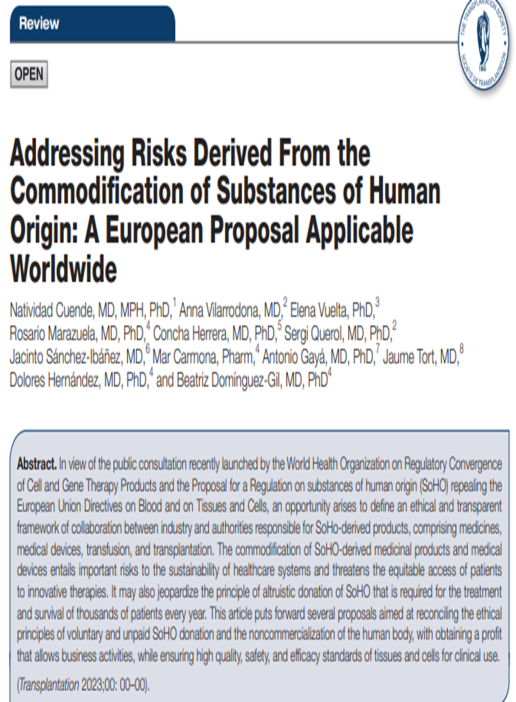 Review
OPEN
THE TRANSPLANTATION SOCIETY
SOCIÉTÉ DE TRANSPLANTATION
Addressing Risks Derived From the
Commodification of Substances of Human
Origin: A European Proposal Applicable
Worldwide
Natividad Cuende, MD, MPH, PhD,1 Anna Vilarrodona, MD,2 Elena Vuelta, PhD,3
Rosario Marazuela, MD, PhD,4 Concha Herrera, MD, PhD,5 Sergi Querol, MD, PhD,2
Jacinto Sánchez-Ibáñez, MD,6 Mar Carmona, Pharm,4 Antonio Gayá, MD, PhD,7 Jaume Tort, MD,8
Dolores Hernández, MD, PhD,4 and Beatriz Domínguez-Gil, MD, PhD4
Abstract. In view of the public consultation recently launched by the World Health Organization on Regulatory Convergence
of Cell and Gene Therapy Products and the Proposal for a Regulation on substances of human origin (SoHO) repealing the
European Union Directives on Blood and on Tissues and Cells, an opportunity arises to define an ethical and transparent
framework of collaboration between industry and authorities responsible for SoHo-derived products, comprising medicines,
medical devices, transfusion, and transplantation. The commodification of SoHO-derived medicinal products and medical
devices entails important risks to the sustainability of healthcare systems and threatens the equitable access of patients
to innovative therapies. It may also jeopardize the principle of altruistic donation of SoHO that is required for the treatment
and survival of thousands of patients every year. This article puts forward several proposals aimed at reconciling the ethical
principles of voluntary and unpaid SoHO donation and the noncommercialization of the human body, with obtaining a profit
that allows business activities, while ensuring high quality, safety, and efficacy standards of tissues and cells for clinical use.
(Transplantation 2023;00: 00–00).